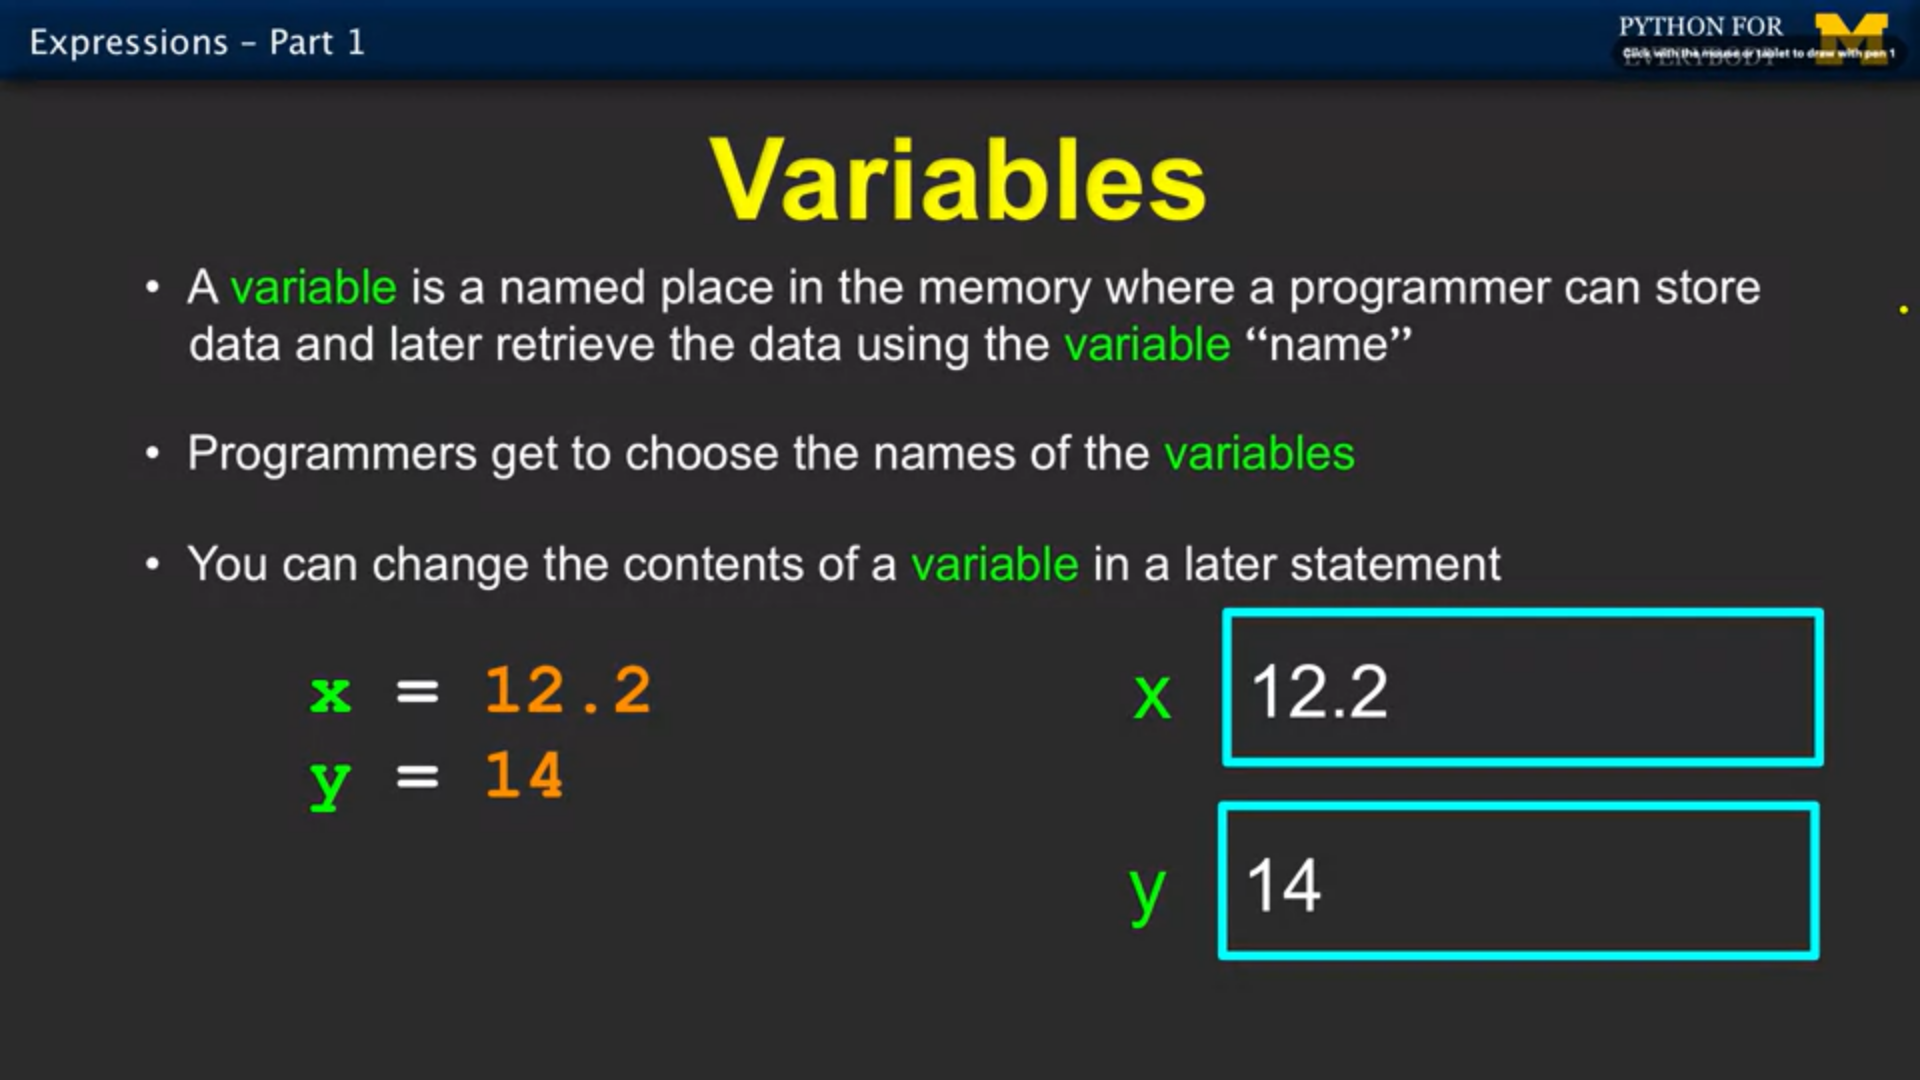 Expressions – Part 1
PYTHON FOR
EVERYBODY
Click with the mouse or tablet to draw with pen 1
Variables
• A variable is a named place in the memory where a programmer can store
data and later retrieve the data using the variable “name”
• Programmers get to choose the names of the variables
• You can change the contents of a variable in a later statement
x = 12.2
y = 14
x 12.2
y 14